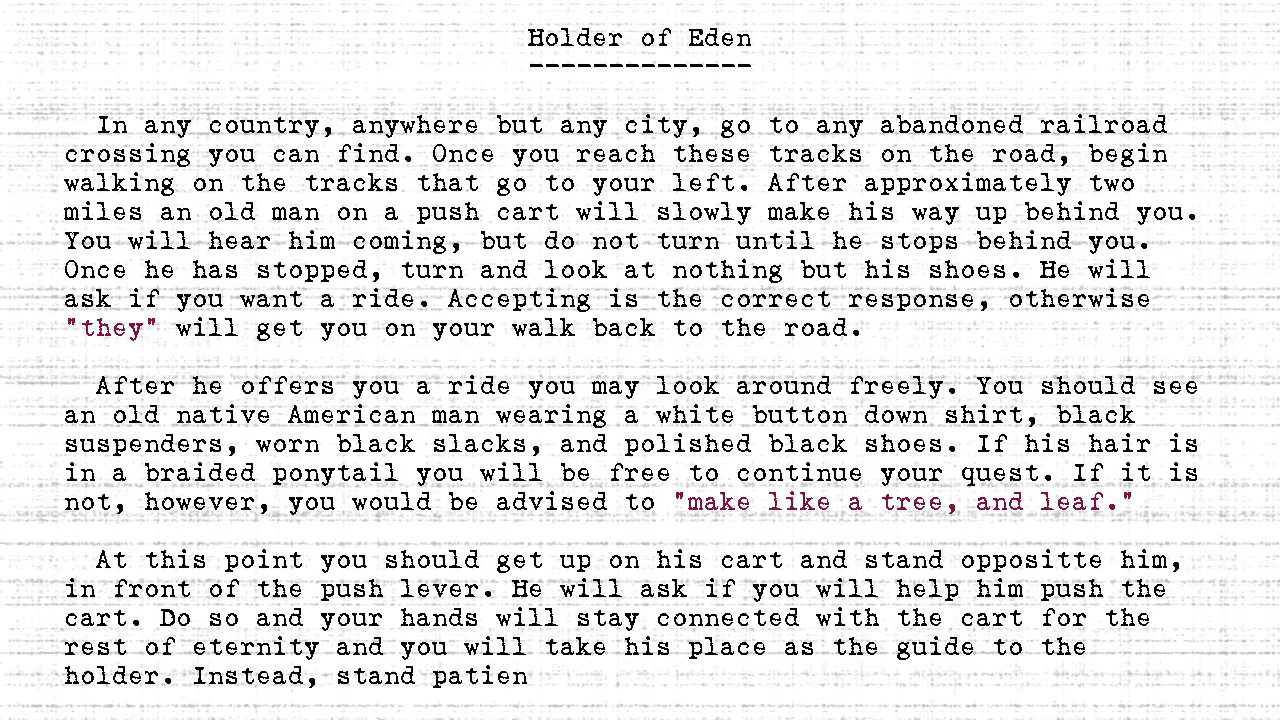 Holder of Eden
--------------
In any country, anywhere but any city, go to any abandoned railroad
crossing you can find. Once you reach these tracks on the road, begin
walking on the tracks that go to your left. After approximately two
miles an old man on a push cart will slowly make his way up behind you.
You will hear him coming, but do not turn until he stops behind you.
Once he has stopped, turn and look at nothing but his shoes. He will
ask if you want a ride. Accepting is the correct response, otherwise
"they" will get you on your walk back to the road.
After he offers you a ride you may look around freely. You should see
an old native American man wearing a white button down shirt, black
suspenders, worn black slacks, and polished black shoes. If his hair is
in a braided ponytail you will be free to continue your quest. If it is
not, however, you would be advised to "make like a tree, and leaf."
At this point you should get up on his cart and stand oppositte him,
in front of the push lever. He will ask if you will help him push the
cart. Do so and your hands will stay connected with the cart for the
rest of eternity and you will take his place as the guide to the
holder. Instead, stand patien